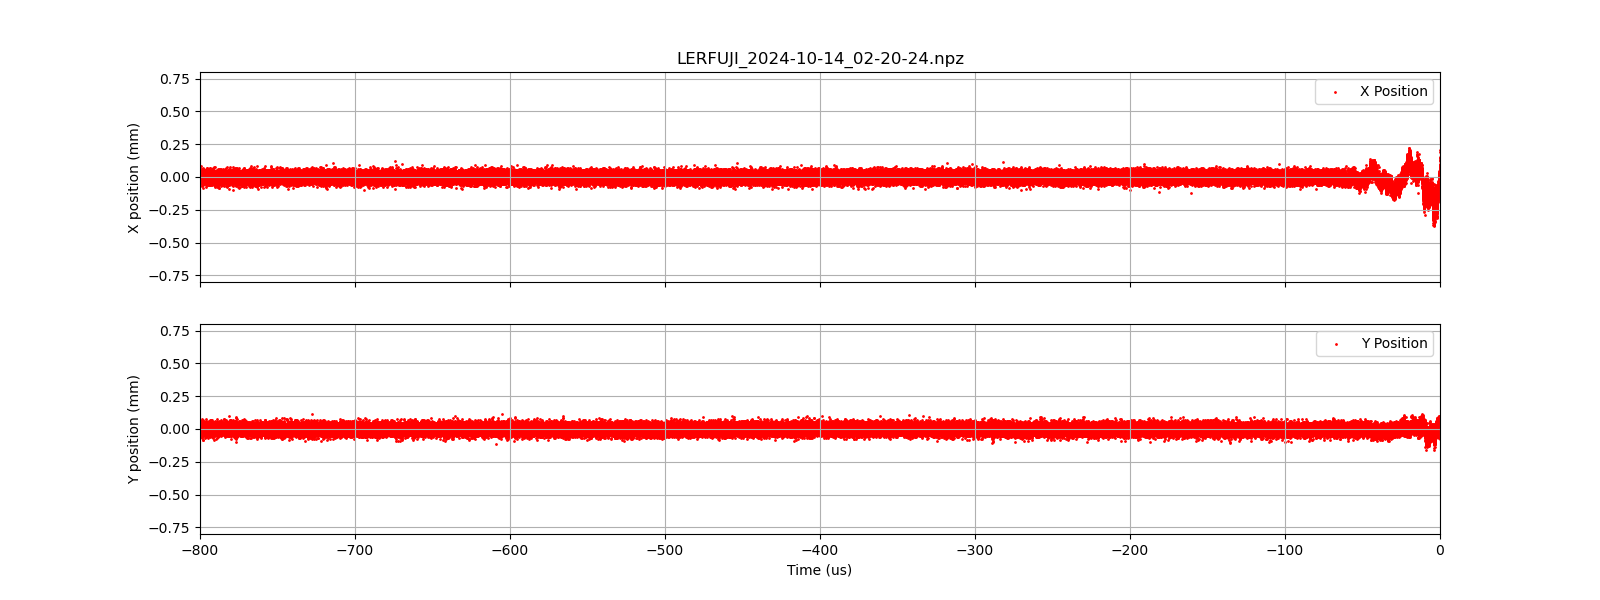 LERFUJI_2024-10-14_02-20-24.npz
X position (mm)
0.75
0.50
0.25
0.00
−0.25
−0.50
−0.75
X Position
Y position (mm)
0.75
0.50
0.25
0.00
−0.25
−0.50
−0.75
Y Position
−800 −700 −600 −500 −400 −300 −200 −100 0
Time (us)